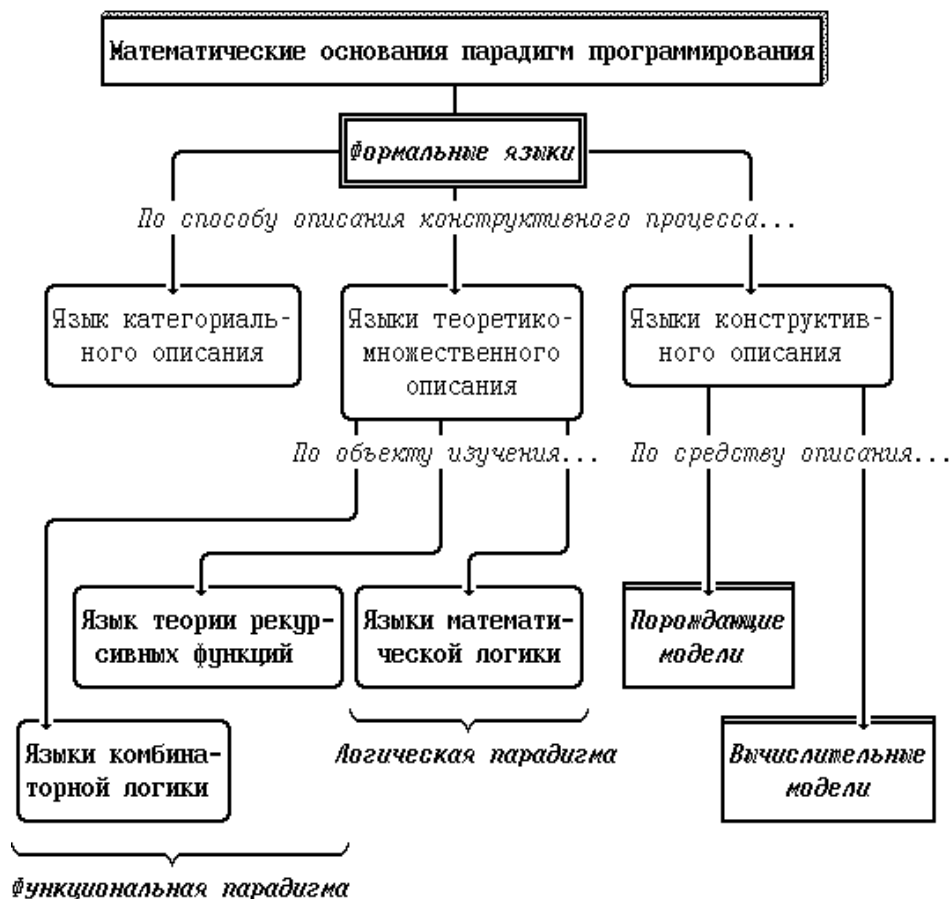 Математические основания парадигм программирования
Формальные языки
По способу описания конструктивного процесса...
Язык категориаль-
ного описания
Языки теоретико-
множественного
описания
Языки конструктив-
ного описания
По объекту изучения...
По средству описания...
Язык теории рекур-
сивных функций
Языки математи-
ческой логики
Порождающие
модели
Языки комбина-
торной логики
Логическая парадигма
Вычислительные
модели
Функциональная парадигма